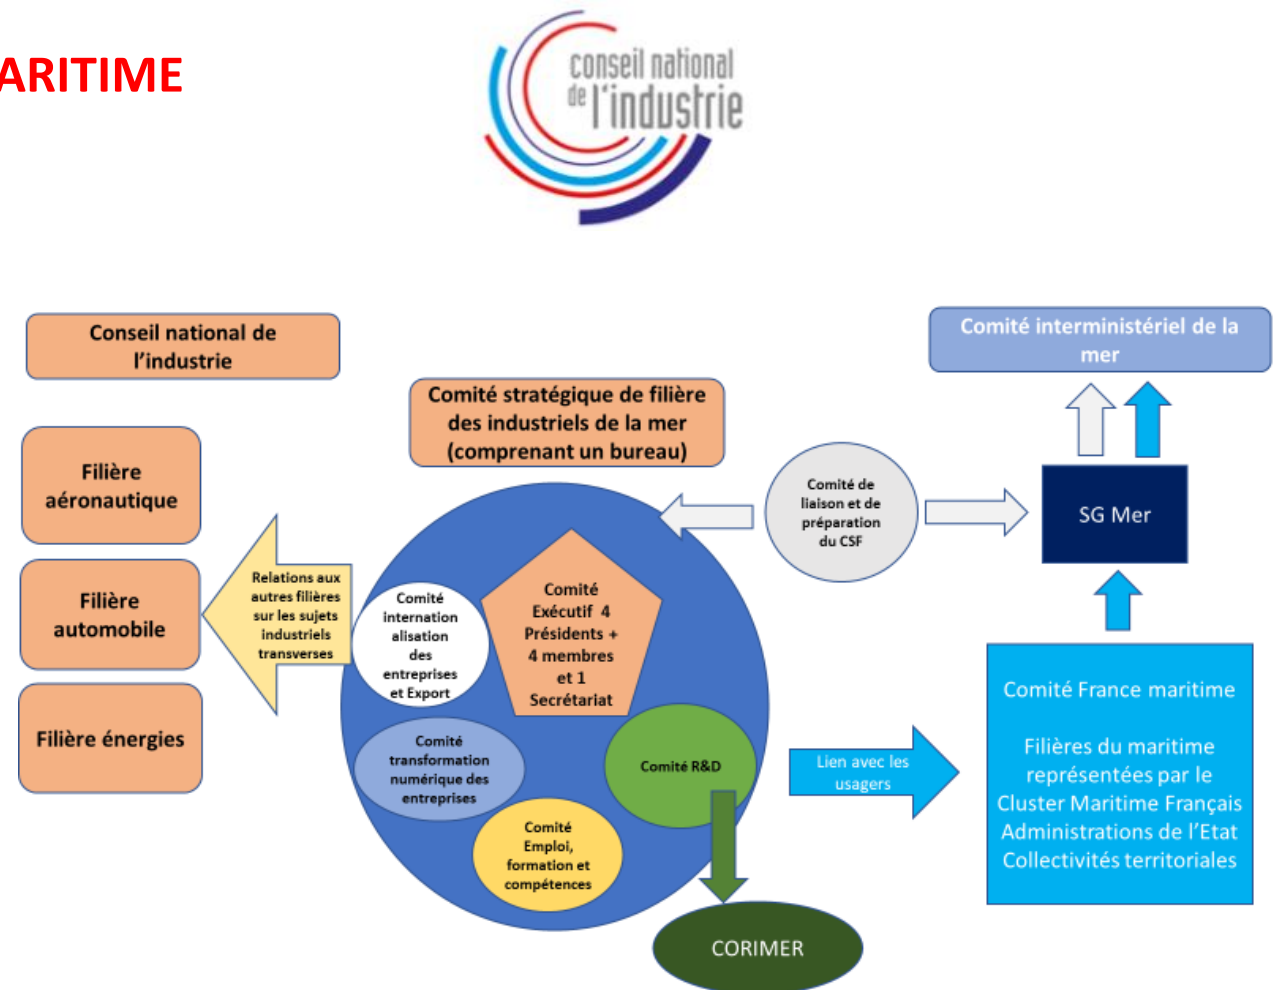 ARITIME
conseil national
de
l'industrie
Conseil national de
l’industrie
Comité interministériel de la
mer
Comité stratégique de filière
des industriels de la mer
(comprenant un bureau)
Filière
aéronautique
Filière
automobile
Filière énergies
Relations aux
autres filières
sur les sujets
industriels
transverses
Comité
internation
alisation
des
entreprises
et Export
Comité
Exécutif 4
Présidents +
4 membres
et 1
Secrétariat
Comité
transformation
numérique des
entreprises
Comité R&D
Comité
Emploi,
formation et
compétences
CORIMER
Comité de
liaison et de
préparation
du CSF
SG Mer
Lien avec les
usagers
Comité France maritime
Filières du maritime
représentées par le
Cluster Maritime Français
Administrations de l’Etat
Collectivités territoriales